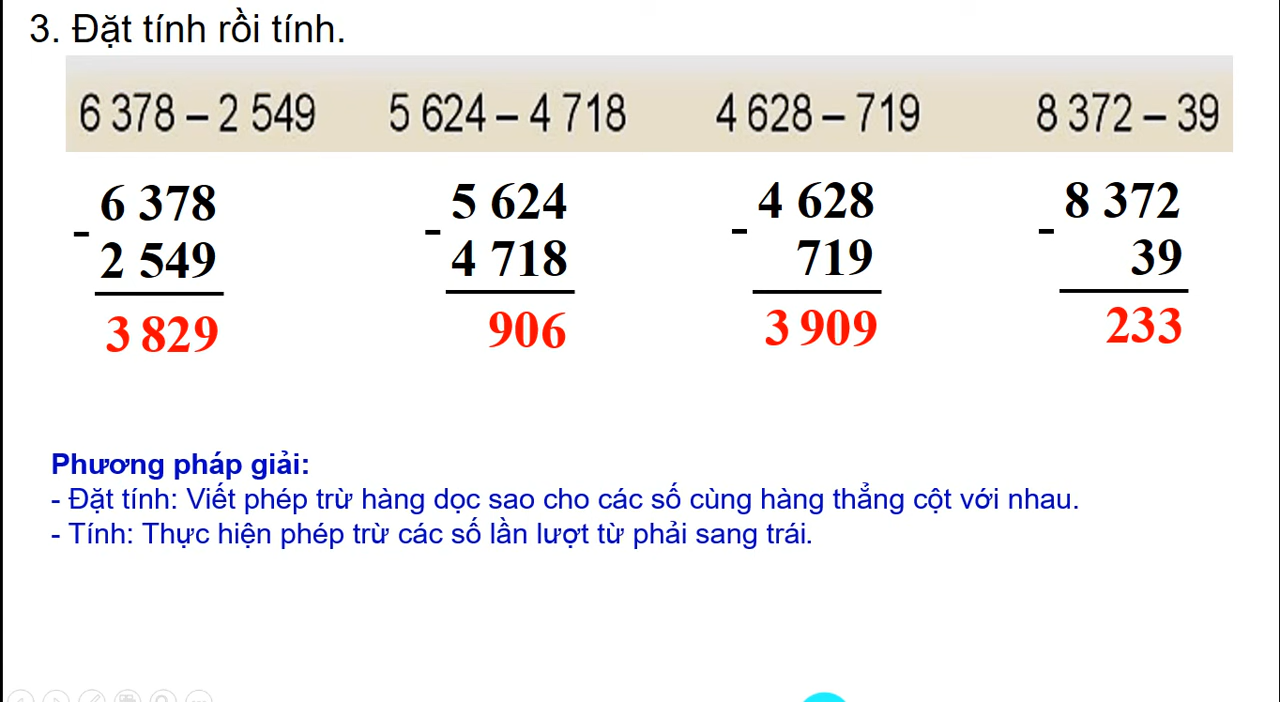 3. Đặt tính rồi tính.
6 378 – 2 549 5 624 – 4 718 4 628 – 719 8 372 – 39
6 378 5 624 4 628 8 372
- - - -
2 549 4 718 719 39
3 829 906 3 909 233
Phương pháp giải:
- Đặt tính: Viết phép trừ hàng dọc sao cho các số cùng hàng thẳng cột với nhau.
- Tính: Thực hiện phép trừ các số lần lượt từ phải sang trái.